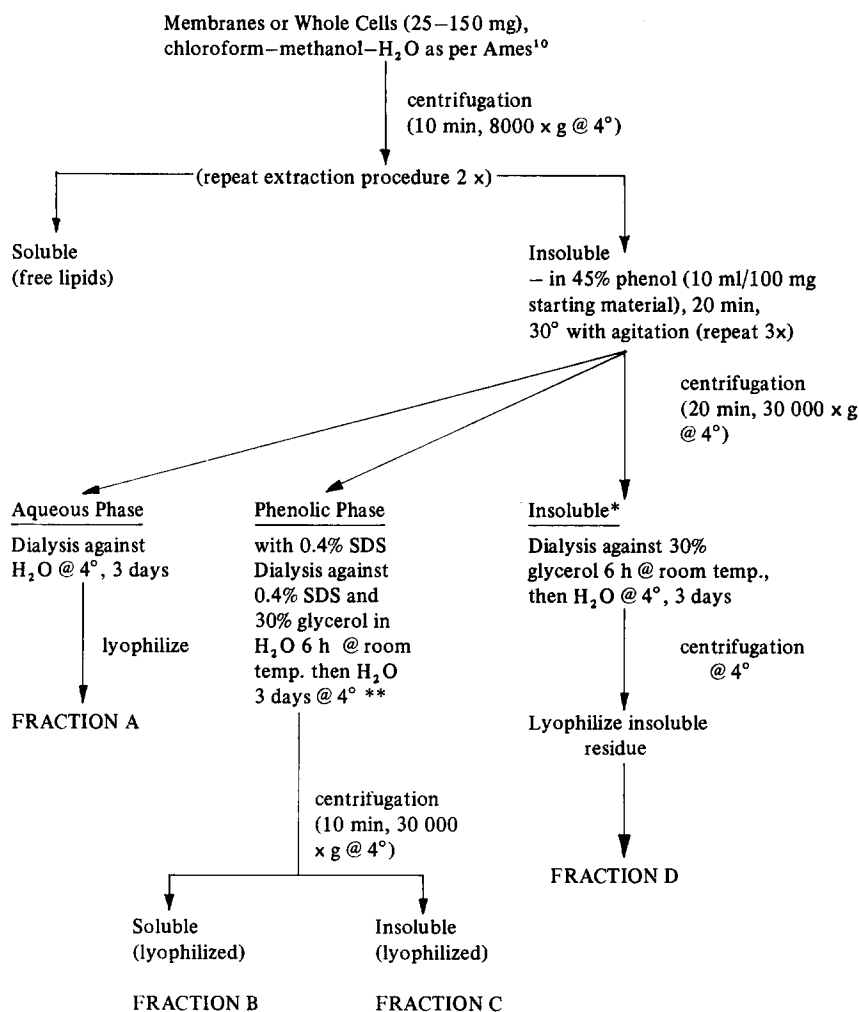 Membranes or Whole Cells (25–150 mg),
chloroform–methanol–H₂O as per Ames¹⁰
centrifugation
(10 min, 8000 x g @ 4°)
(repeat extraction procedure 2 x)
Soluble
(free lipids)
Insoluble
– in 45% phenol (10 ml/100 mg
starting material), 20 min,
30° with agitation (repeat 3x)
centrifugation
(20 min, 30 000 x g
@ 4°)
Aqueous Phase
Dialysis against
H₂O @ 4°, 3 days
lyophilize
FRACTION A
Phenolic Phase
with 0.4% SDS
Dialysis against
0.4% SDS and
30% glycerol in
H₂O 6 h @ room
temp. then H₂O
3 days @ 4° **
centrifugation
(10 min, 30 000
x g @ 4°)
Soluble
(lyophilized)
FRACTION B
Insoluble
(lyophilized)
FRACTION C
Insoluble*
Dialysis against 30%
glycerol 6 h @ room temp.,
then H₂O @ 4°, 3 days
centrifugation
@ 4°
Lyophilize insoluble
residue
FRACTION D